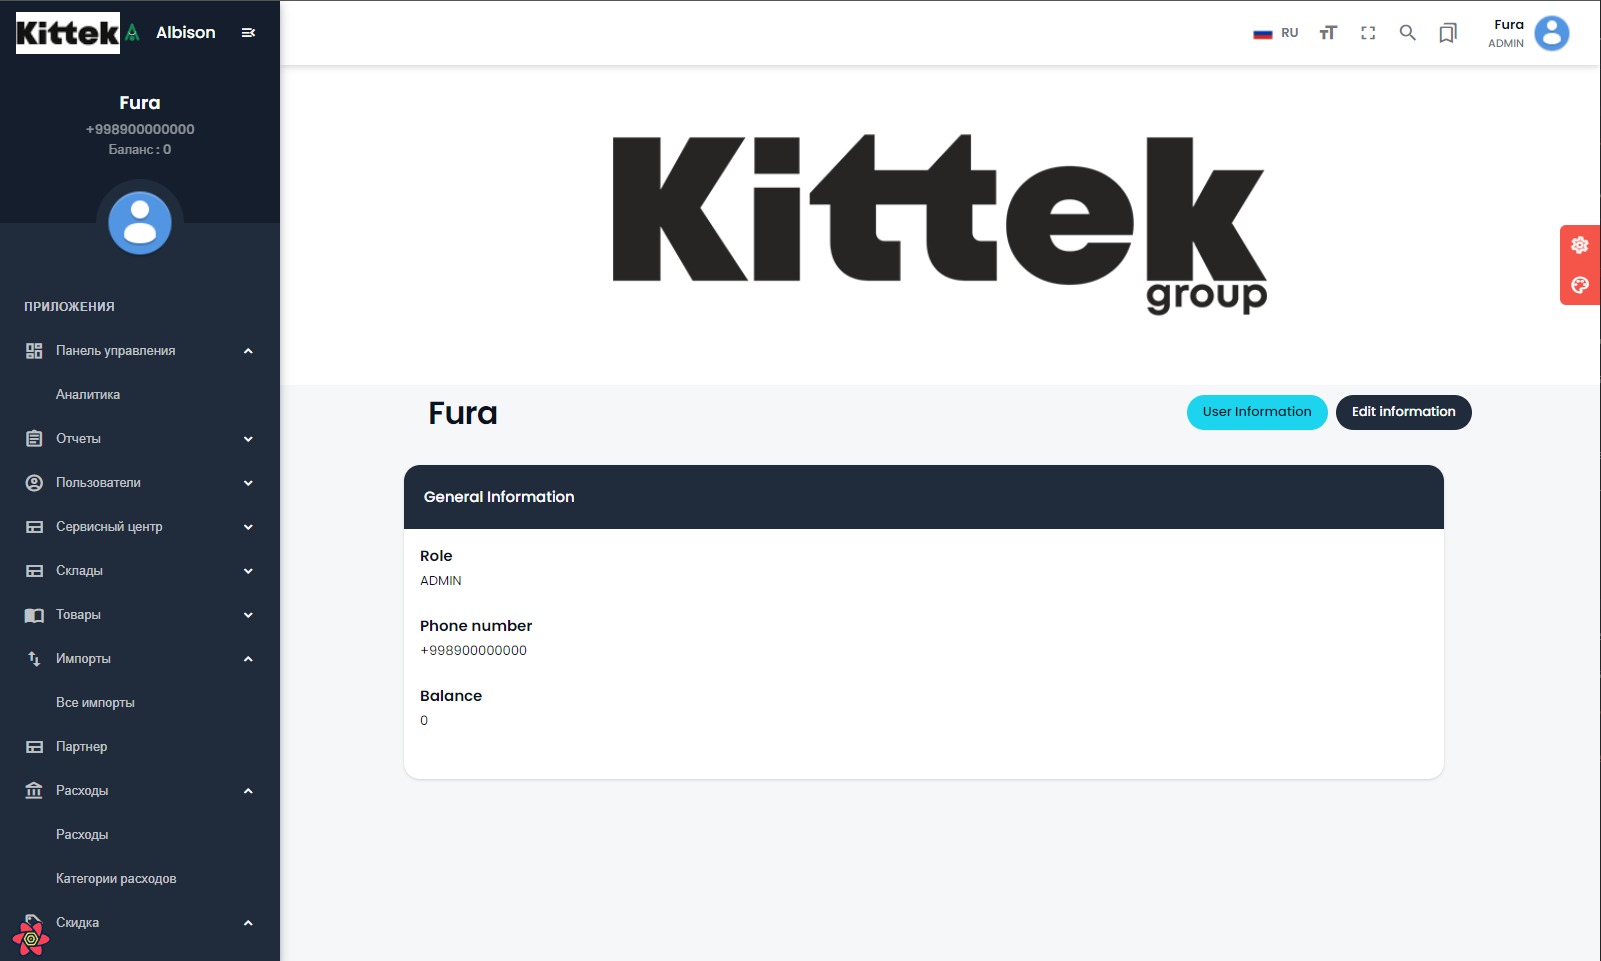 Kittek
Albison
RU
Fura
ADMIN
Fura
+998900000000
Баланс : 0
ПРИЛОЖЕНИЯ
Панель управления
Аналитика
Отчеты
Пользователи
Сервисный центр
Склады
Товары
Импорты
Все импорты
Партнер
Расходы
Расходы
Категории расходов
Скидка
Kittek
group
Fura
User Information
Edit information
General Information
Role
ADMIN
Phone number
+998900000000
Balance
0